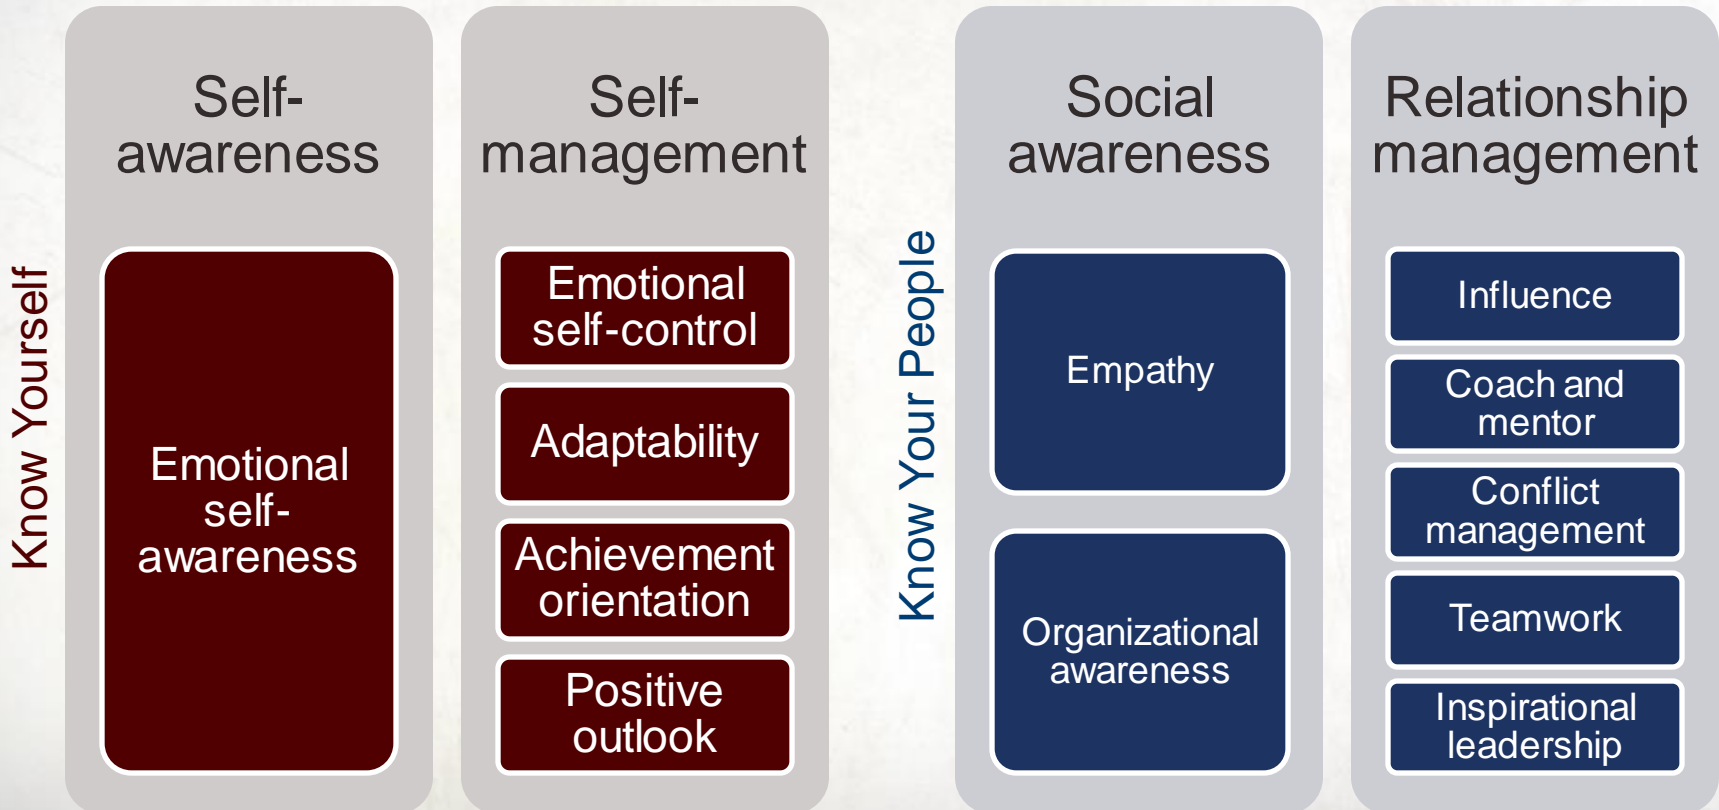 Know Yourself
Self-
awareness
Emotional
self-
awareness
Self-
management
Emotional
self-control
Adaptability
Achievement
orientation
Positive
outlook
Know Your People
Social
awareness
Empathy
Organizational
awareness
Relationship
management
Influence
Coach and
mentor
Conflict
management
Teamwork
Inspirational
leadership